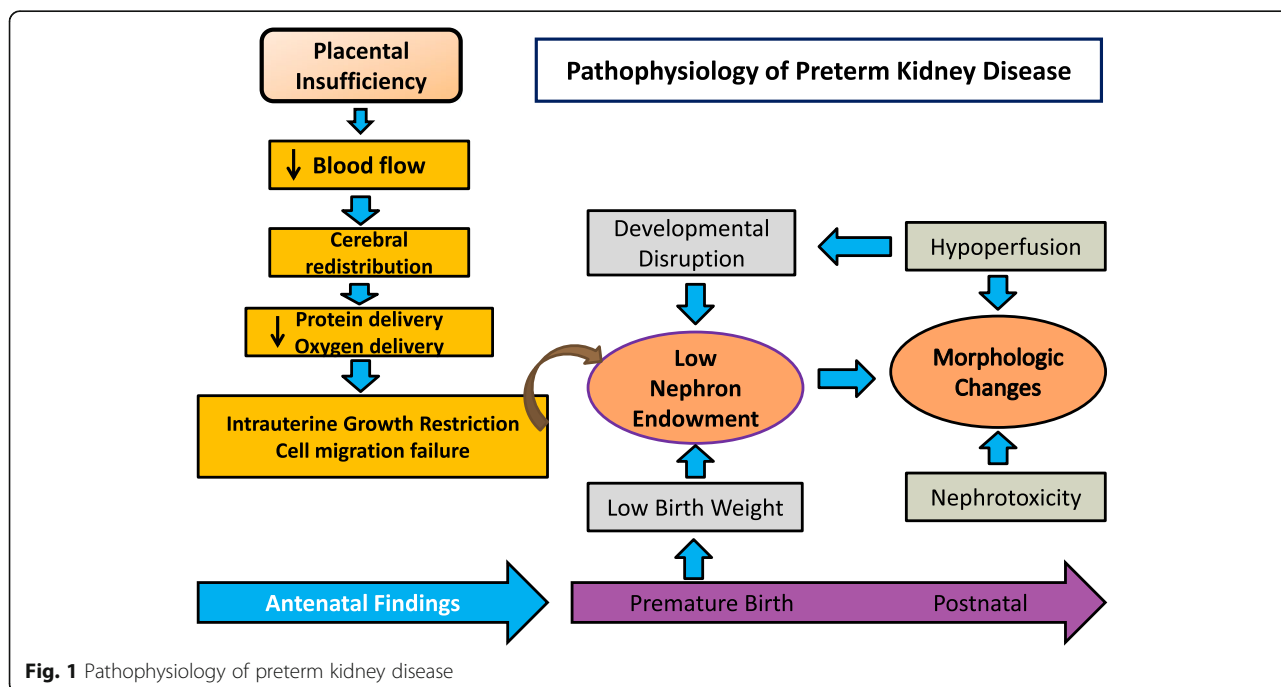 Placental
Insufficiency
Pathophysiology of Preterm Kidney Disease
↓ Blood flow
Cerebral
redistribution
↓ Protein delivery
Oxygen delivery
Intrauterine Growth Restriction
Cell migration failure
Developmental
Disruption
Hypoperfusion
Low
Nephron
Endowment
Morphologic
Changes
Low Birth Weight
Nephrotoxicity
Antenatal Findings
Premature Birth
Postnatal
Fig. 1 Pathophysiology of preterm kidney disease